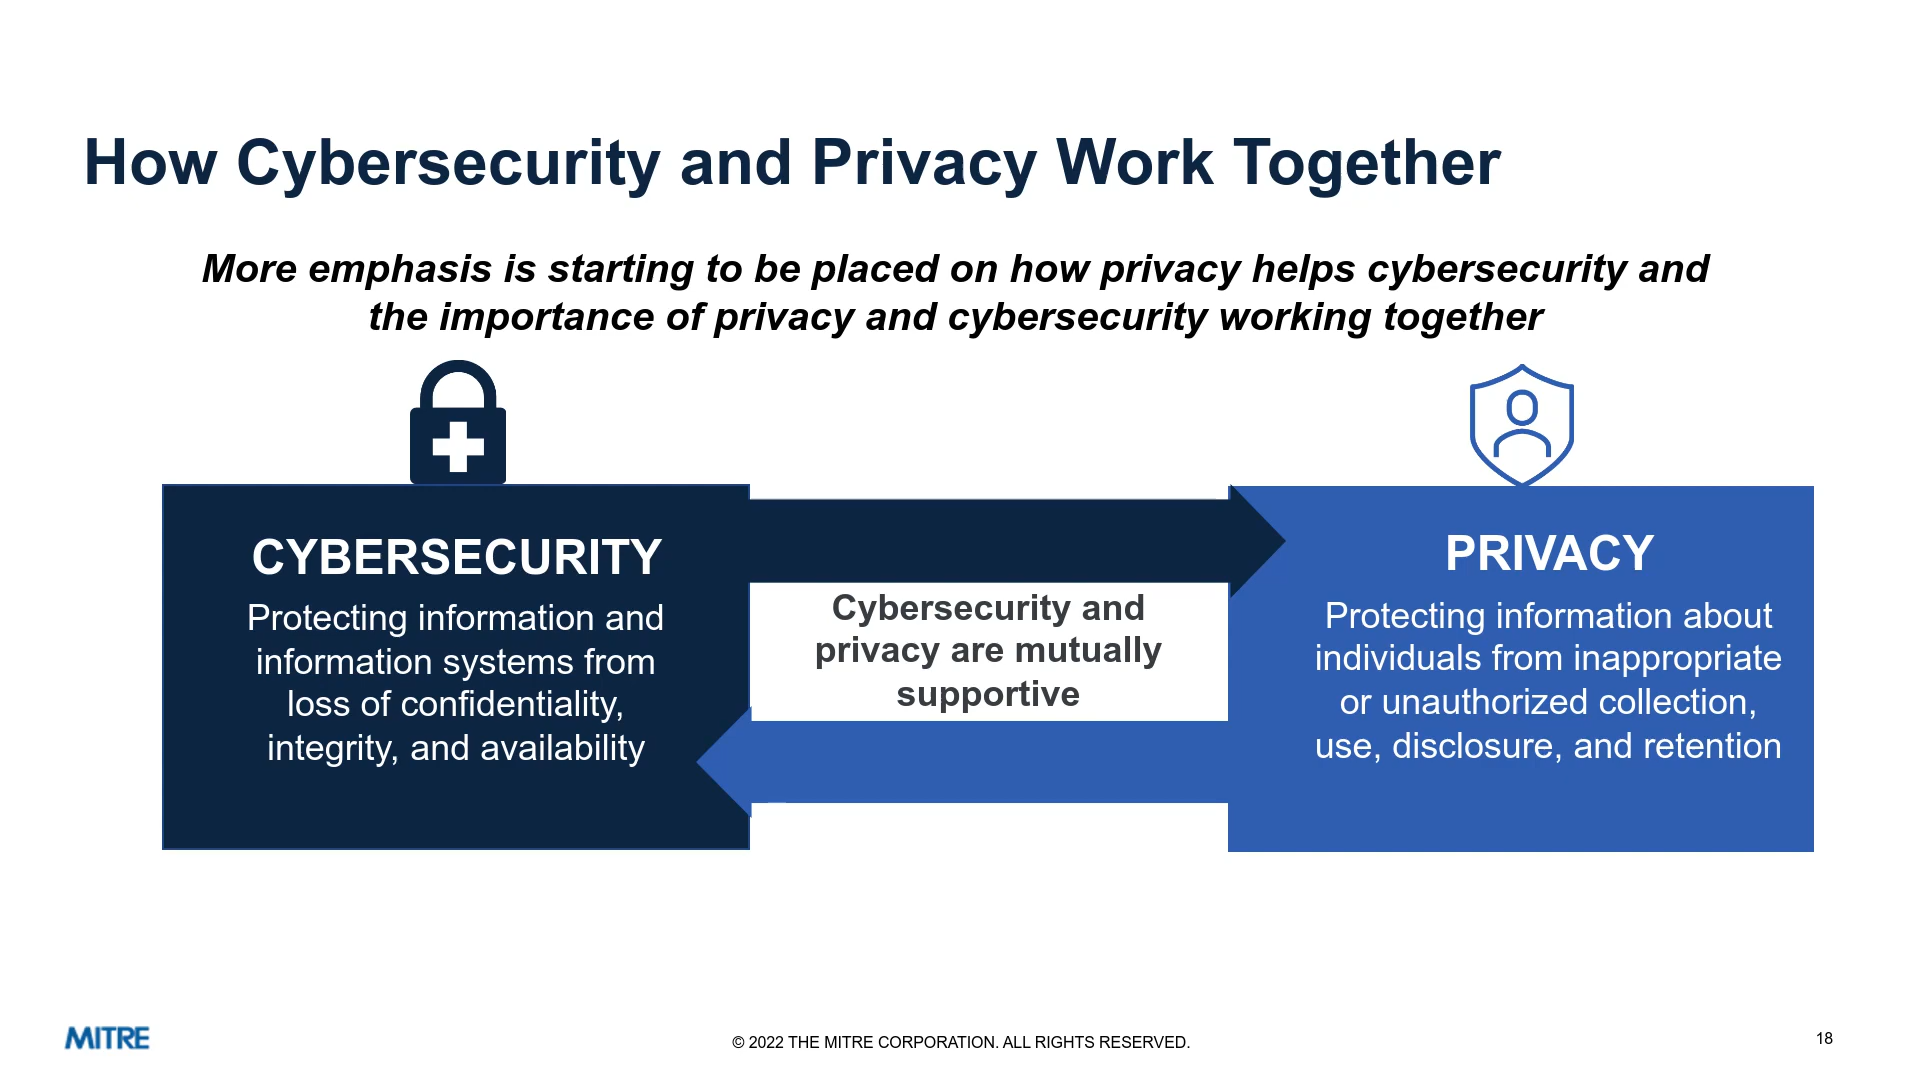 How Cybersecurity and Privacy Work Together
More emphasis is starting to be placed on how privacy helps cybersecurity and
the importance of privacy and cybersecurity working together
CYBERSECURITY
Protecting information and
information systems from
loss of confidentiality,
integrity, and availability
Cybersecurity and
privacy are mutually
supportive
PRIVACY
Protecting information about
individuals from inappropriate
or unauthorized collection,
use, disclosure, and retention
MITRE
© 2022 THE MITRE CORPORATION. ALL RIGHTS RESERVED.
18